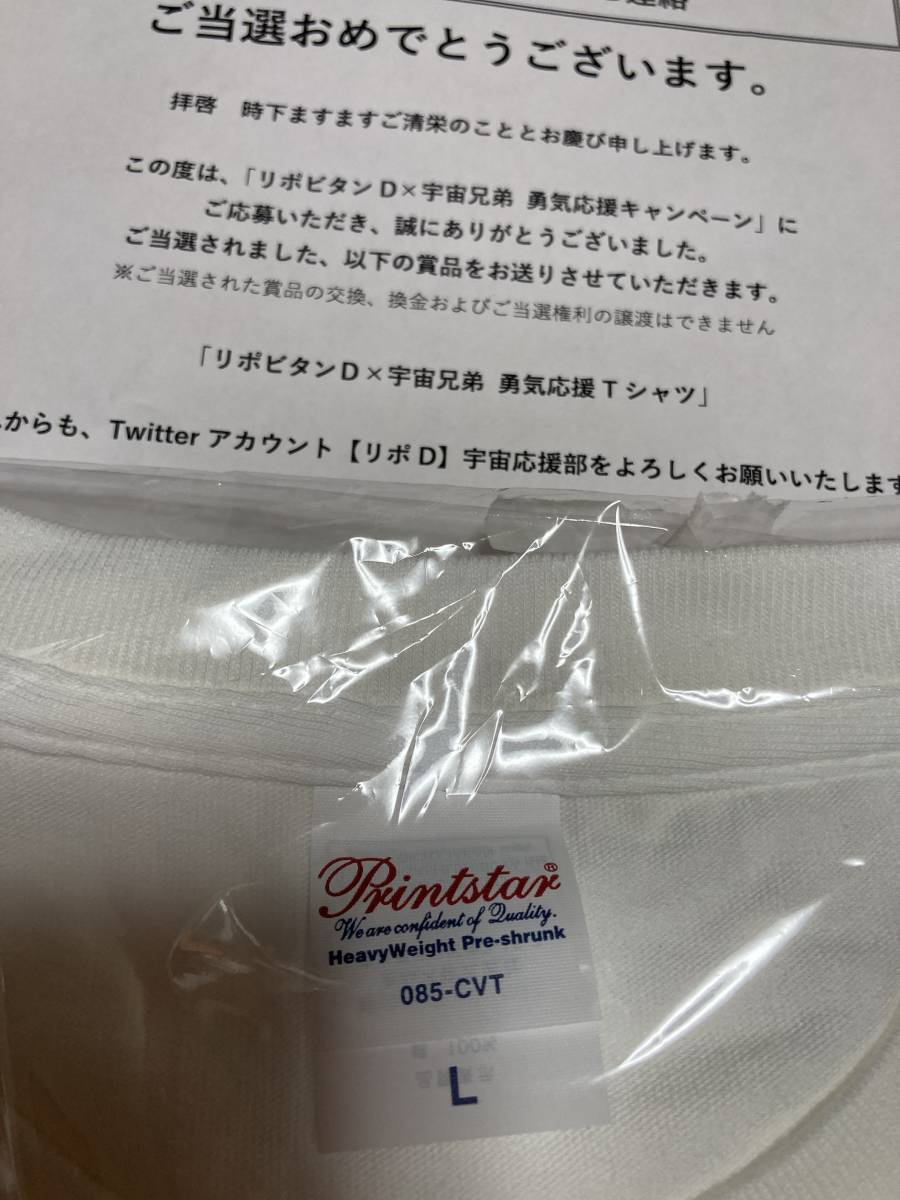 連絡
ご当選おめでとうございます。
拝啓 時下ますますご清栄のこととお慶び申し上げます。
この度は、「リポビタンD×宇宙兄弟 勇気応援キャンペーン」に
ご応募いただき、誠にありがとうございました。
ご当選されました、以下の賞品をお送りさせていただきます。
※ご当選された賞品の交換、換金およびご当選権利の譲渡はできません
「リポビタンD×宇宙兄弟 勇気応援Tシャツ」
からも、Twitter アカウント【リポD】宇宙応援部をよろしくお願いいたします
Printstar®
We are confident of Quality.
HeavyWeight Pre-shrunk
085-CVT
L